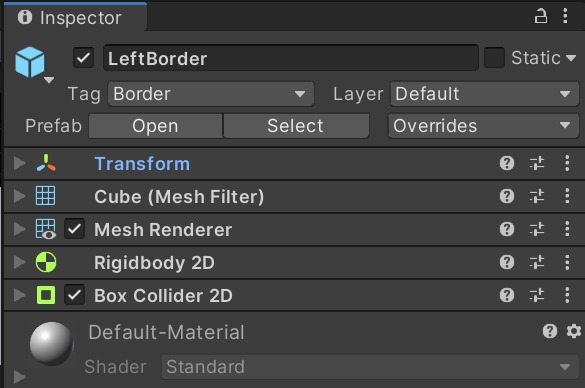 Inspector
LeftBorder Static
Tag Border Layer Default
Prefab Open Select Overrides
Transform
Cube (Mesh Filter)
Mesh Renderer
Rigidbody 2D
Box Collider 2D
Default-Material
Shader Standard